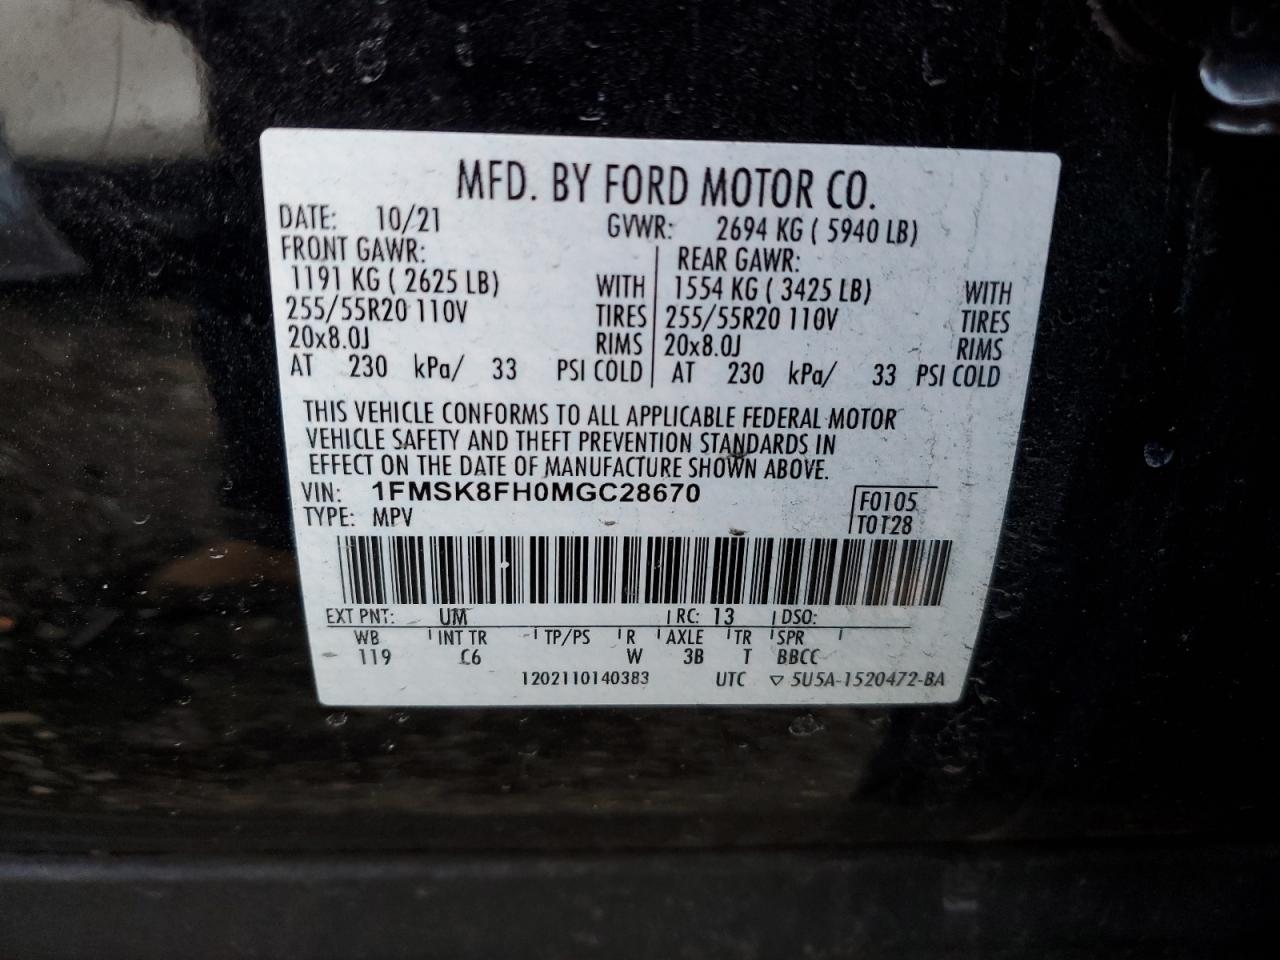 MFD. BY FORD MOTOR CO.
DATE: 10/21 GVWR: 2694 KG ( 5940 LB)
FRONT GAWR: REAR GAWR:
1191 KG ( 2625 LB) WITH 1554 KG ( 3425 LB) WITH
255/55R20 110V TIRES 255/55R20 110V TIRES
20x8.0J RIMS 20x8.0J RIMS
AT 230 kPa/ 33 PSI COLD AT 230 kPa/ 33 PSI COLD
THIS VEHICLE CONFORMS TO ALL APPLICABLE FEDERAL MOTOR
VEHICLE SAFETY AND THEFT PREVENTION STANDARDS IN
EFFECT ON THE DATE OF MANUFACTURE SHOWN ABOVE.
VIN: 1FMSK8FH0MGC28670 F0105
TYPE: MPV T0T28
EXT PNT: UM RC: 13 DSO:
WB INT TR TP/PS R AXLE TR SPR
119 C6 W 3B T BBCC
1202110140383 UTC ▽ 5U5A-1520472-BA